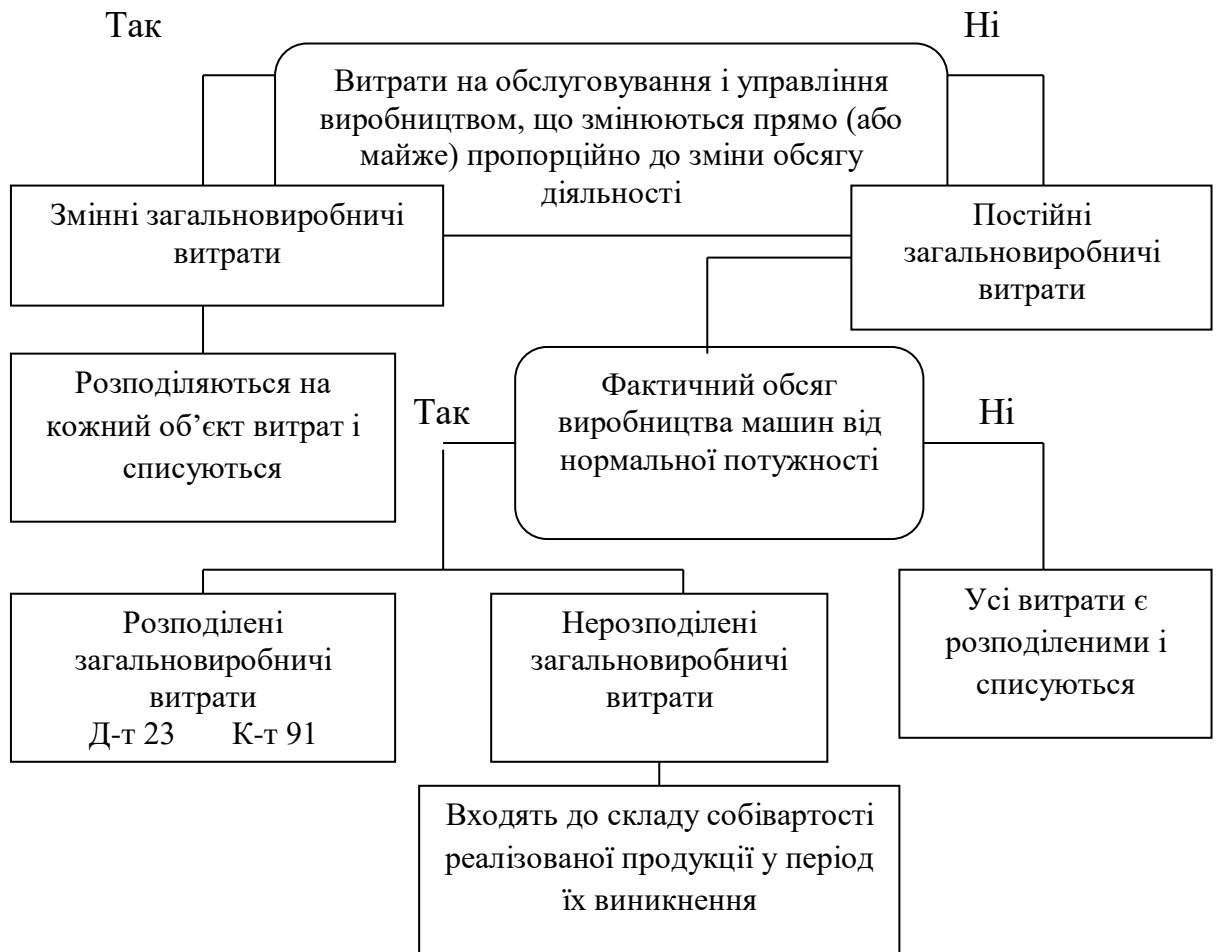 Так
Ні
Витрати на обслуговування і управління
виробництвом, що змінюються прямо (або
майже) пропорційно до зміни обсягу
діяльності
Змінні загальновиробничі
витрати
Постійні
загальновиробничі
витрати
Розподіляються на
кожний об’єкт витрат і
списуються
Так
Фактичний обсяг
виробництва машин від
нормальної потужності
Ні
Розподілені
загальновиробничі
витрати
Д-т 23 К-т 91
Нерозподілені
загальновиробничі
витрати
Усі витрати є
розподіленими і
списуються
Входять до складу собівартості
реалізованої продукції у період
їх виникнення